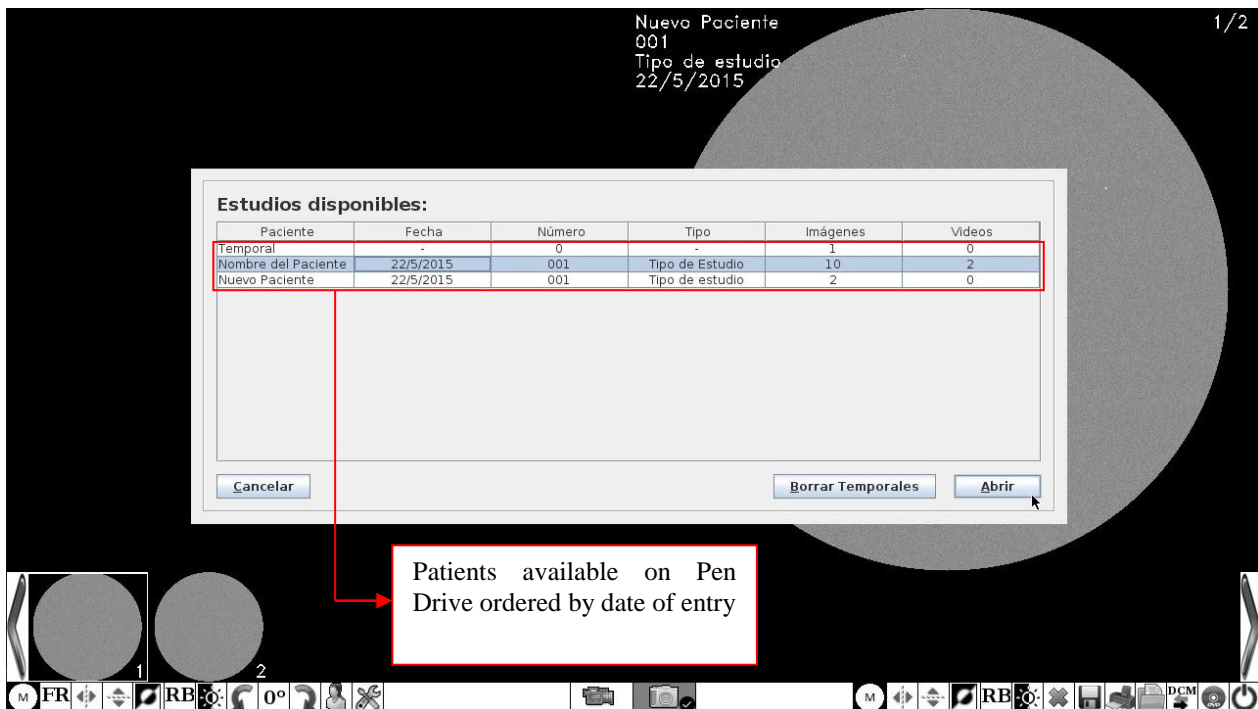 Nuevo Paciente
001
Tipo de estudio
22/5/2015
1/2
Estudios disponibles:
Paciente Fecha Número Tipo Imágenes Videos
Temporal - 0 - 1 0
Nombre del Paciente 22/5/2015 001 Tipo de Estudio 10 2
Nuevo Paciente 22/5/2015 001 Tipo de estudio 2 0
Cancelar Borrar Temporales Abrir
Patients available on Pen
Drive ordered by date of entry
1 2
M FR RB 0º M RB DCM DVD